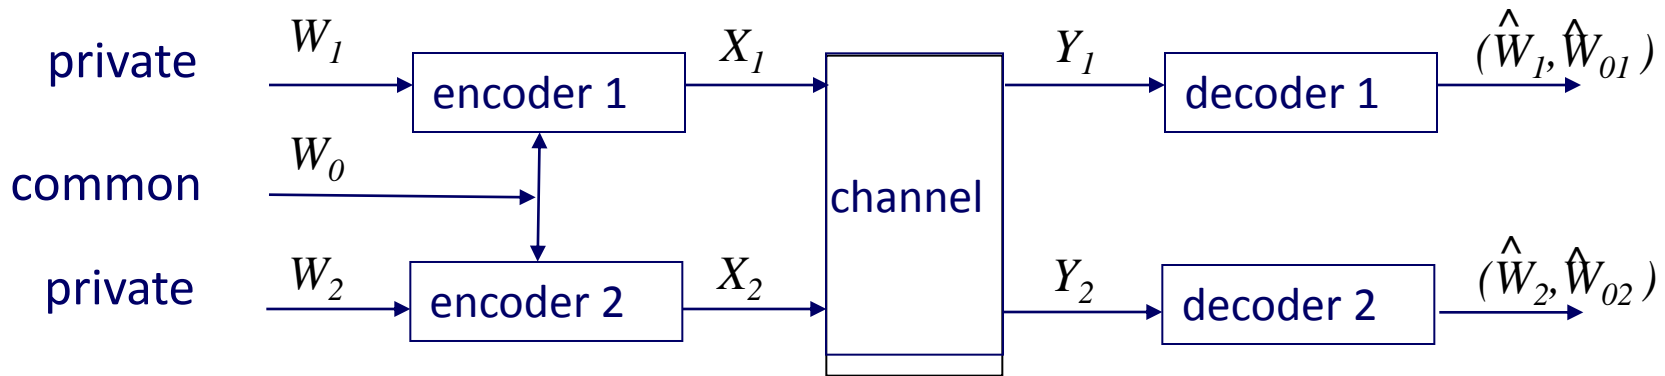 private W₁ encoder 1 X₁ Y₁ decoder 1 (Ŵ₁,Ŵ₀₁ )
common W₀ channel
private W₂ encoder 2 X₂ Y₂ decoder 2 (Ŵ₂,Ŵ₀₂ )